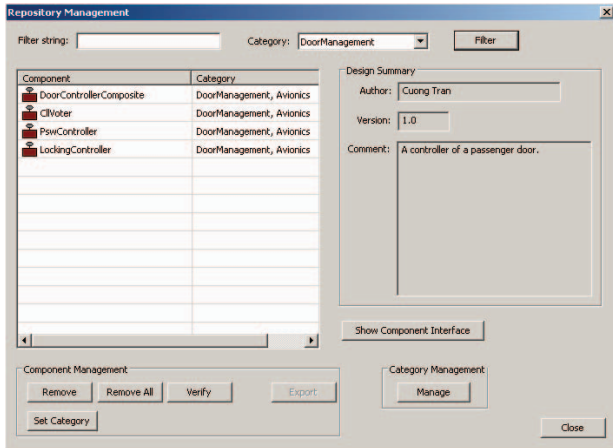 Repository Management
Filter string:
Category: DoorManagement
Filter
Component Category
DoorControllerComposite DoorManagement, Avionics
CllVoter DoorManagement, Avionics
PswController DoorManagement, Avionics
LockingController DoorManagement, Avionics
Design Summary
Author: Cuong Tran
Version: 1.0
Comment: A controller of a passenger door.
Show Component Interface
Component Management
Remove Remove All Verify Export
Set Category
Category Management
Manage
Close